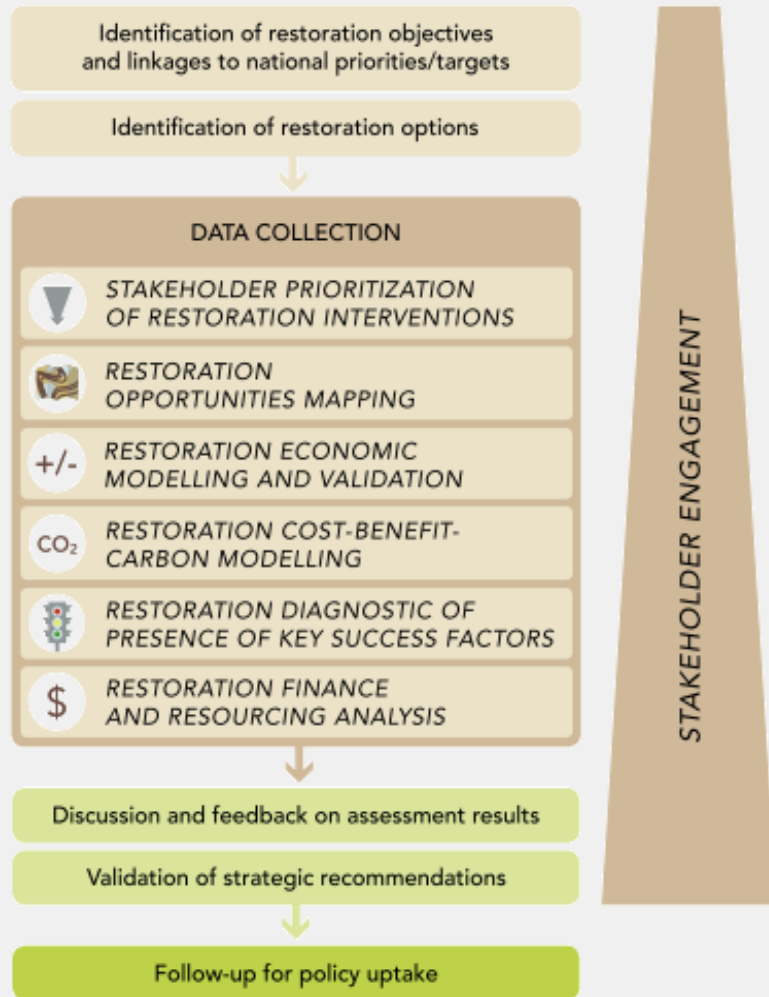 Identification of restoration objectives
and linkages to national priorities/targets
Identification of restoration options
DATA COLLECTION
STAKEHOLDER PRIORITIZATION
OF RESTORATION INTERVENTIONS
RESTORATION
OPPORTUNITIES MAPPING
+/-
RESTORATION ECONOMIC
MODELLING AND VALIDATION
CO₂
RESTORATION COST-BENEFIT-
CARBON MODELLING
RESTORATION DIAGNOSTIC OF
PRESENCE OF KEY SUCCESS FACTORS
$
RESTORATION FINANCE
AND RESOURCING ANALYSIS
Discussion and feedback on assessment results
Validation of strategic recommendations
Follow-up for policy uptake
STAKEHOLDER ENGAGEMENT